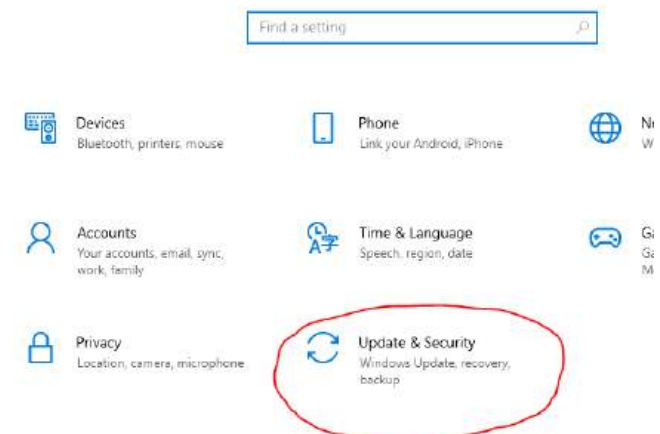 Find a setting
Devices
Bluetooth, printers, mouse
Phone
Link your Android, iPhone
Accounts
Your accounts, email, sync,
work, family
Time & Language
Speech, region, date
Privacy
Location, camera, microphone
Update & Security
Windows Update, recovery,
backup